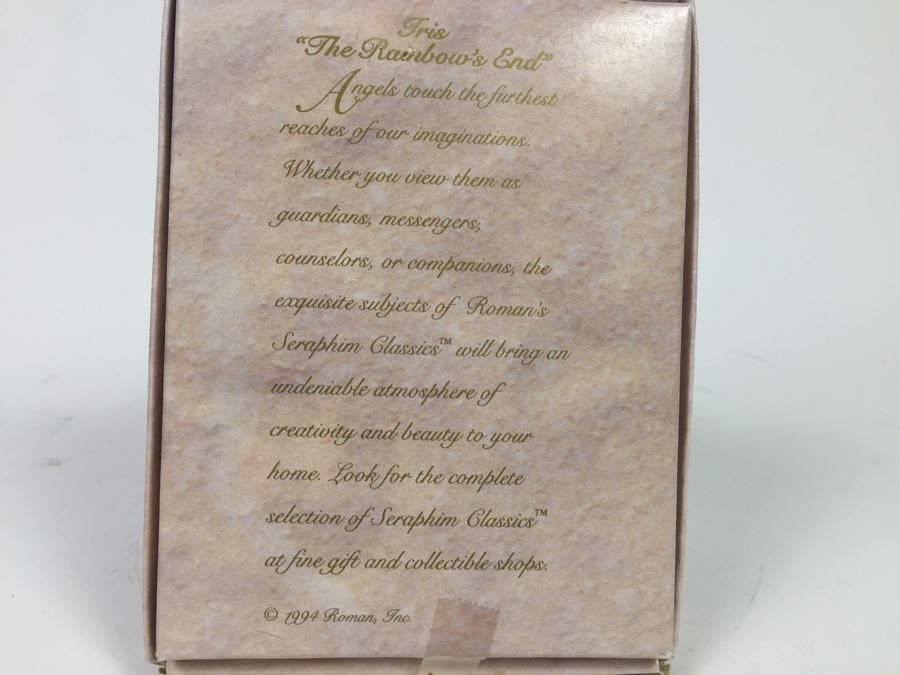 Iris
"The Rainbow's End"
Angels touch the furthest
reaches of our imaginations.
Whether you view them as
guardians, messengers,
counselors, or companions, the
exquisite subjects of Roman's
Seraphim Classics™ will bring an
undeniable atmosphere of
creativity and beauty to your
home. Look for the complete
selection of Seraphim Classics™
at fine gift and collectible shops.
© 1994 Roman, Inc.